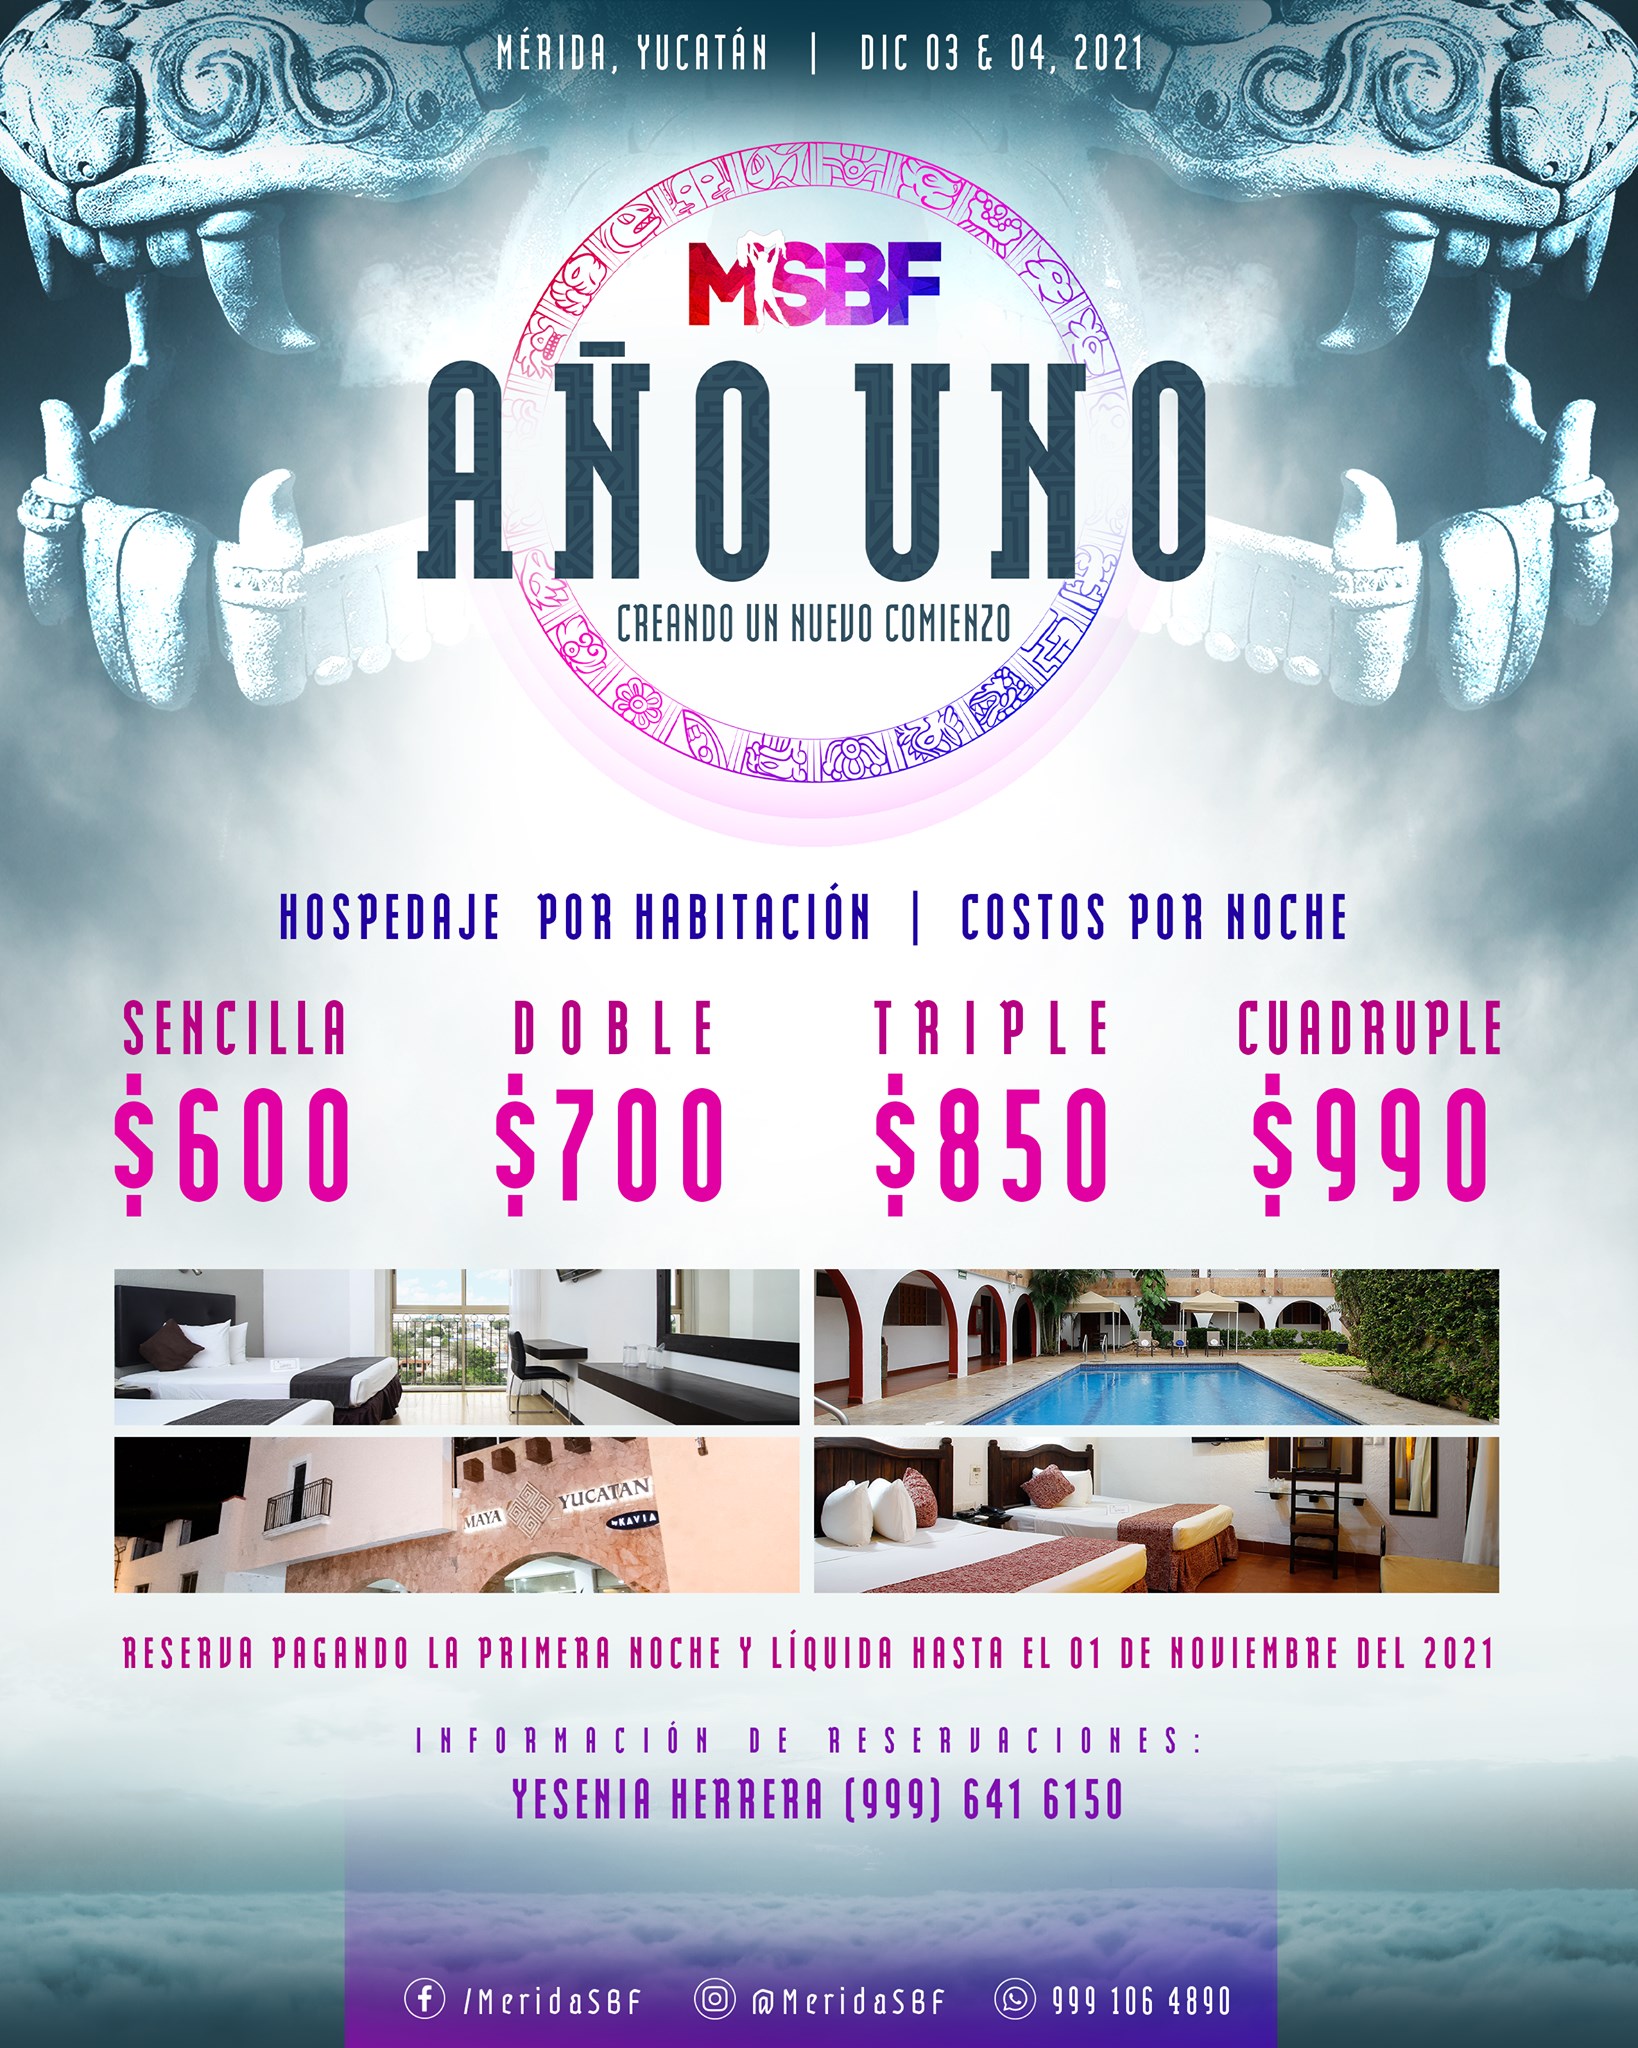 MÉRIDA, YUCATÁN | DIC 03 & 04, 2021
MSBF
AÑO UNO
CREANDO UN NUEVO COMIENZO
HOSPEDAJE POR HABITACIÓN | COSTOS POR NOCHE
SENCILLA DOBLE TRIPLE CUADRUPLE
$600 $700 $850 $990
MAYA YUCATAN
by KAVIA
RESERVA PAGANDO LA PRIMERA NOCHE Y LÍQUIDA HASTA EL 01 DE NOVIEMBRE DEL 2021
INFORMACIÓN DE RESERVACIONES:
YESENIA HERRERA (999) 641 6150
/MeridaSBF @MeridaSBF 999 106 4890